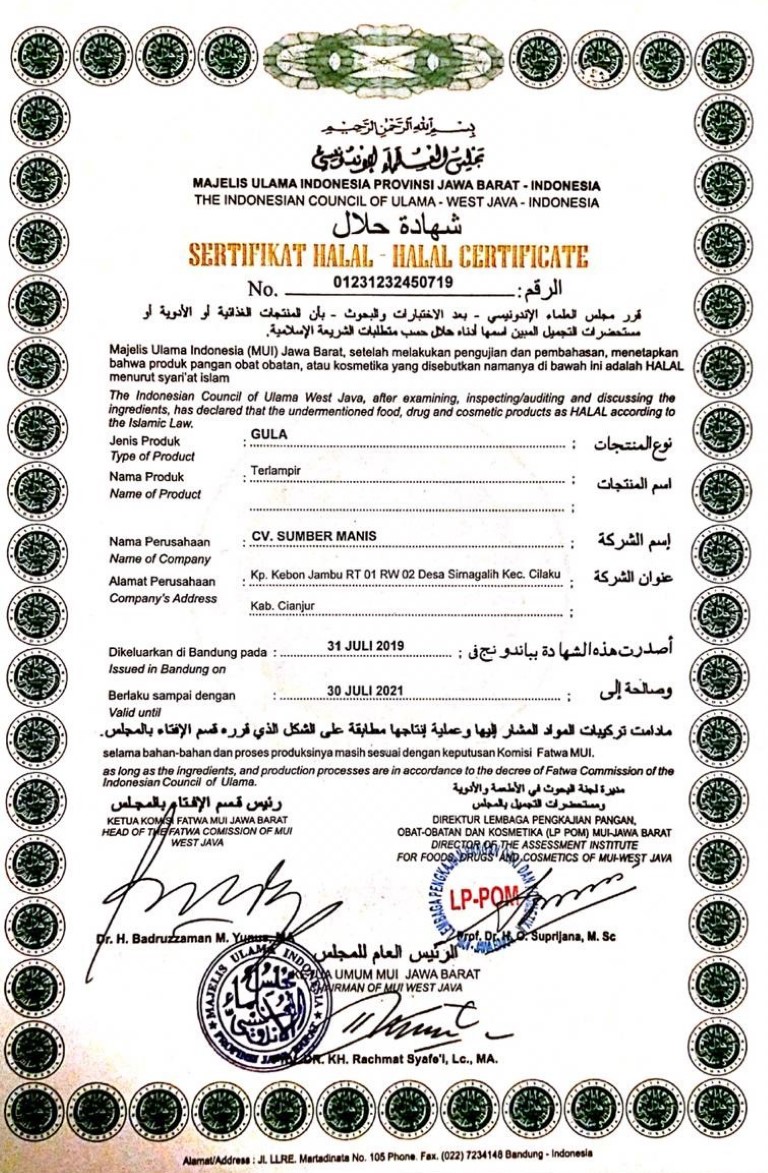 بسم الله الرحمن الرحيم
مجلس العلماء الإندونيسي
MAJELIS ULAMA INDONESIA PROVINSI JAWA BARAT - INDONESIA
THE INDONESIAN COUNCIL OF ULAMA - WEST JAVA - INDONESIA
شهادة حلال
SERTIFIKAT HALAL - HALAL CERTIFICATE
No. 01231232450719 الرقم:
قرر مجلس العلماء الإندونيسي - بعد الاختبارات والبحوث - بأن المنتجات الغذائية أو الأدوية أو
مستحضرات التجميل المبين اسمها أدناه حلال حسب متطلبات الشريعة الإسلامية.
Majelis Ulama Indonesia (MUI) Jawa Barat, setelah melakukan pengujian dan pembahasan, menetapkan
bahwa produk pangan obat obatan, atau kosmetika yang disebutkan namanya di bawah ini adalah HALAL
menurut syari'at islam
The Indonesian Council of Ulama West Java, after examining, inspecting/auditing and discussing the
ingredients, has declared that the undermentioned food, drug and cosmetic products as HALAL according to
the Islamic Law.
Jenis Produk : GULA ; نوع المنتجات
Type of Product
Nama Produk : Terlampir ; اسم المنتجات
Name of Product
Nama Perusahaan : CV. SUMBER MANIS ; إسم الشركة
Name of Company
Alamat Perusahaan : Kp. Kebon Jambu RT 01 RW 02 Desa Sirnagalih Kec. Cilaku ; عنوان الشركة
Company's Address Kab. Cianjur ;
Dikeluarkan di Bandung pada : 31 JULI 2019 ; أصدرت هذه الشهادة بباندونج في
Issued in Bandung on
Berlaku sampai dengan : 30 JULI 2021 ; وصالحة إلى
Valid until
مادامت تركيبات المواد المشار إليها وعملية إنتاجها مطابقة على الشكل الذي قرره قسم الإفتاء بالمجلس.
selama bahan-bahan dan proses produksinya masih sesuai dengan keputusan Komisi Fatwa MUI.
as long as the ingredients, and production processes are in accordance to the decree of Fatwa Commission of the
Indonesian Council of Ulama.
رئيس قسم الإفتاء بالمجلس
KETUA KOMISI FATWA MUI JAWA BARAT
HEAD OF THE FATWA COMISSION OF MUI
WEST JAVA
مديرة لجنة البحوث في الأطعمة والأدوية
ومستحضرات التجميل بالمجلس
DIREKTUR LEMBAGA PENGKAJIAN PANGAN,
OBAT-OBATAN DAN KOSMETIKA (LP POM) MUI-JAWA BARAT
DIRECTOR OF THE ASSESSMENT INSTITUTE
FOR FOODS, DRUGS AND COSMETICS OF MUI-WEST JAVA
LP-POM
Dr. H. Badruzzaman M. Yunus, MA
Prof. Dr. H. O. Suprijana, M. Sc
الرئيس العام للمجلس
KETUA UMUM MUI JAWA BARAT
CHAIRMAN OF MUI WEST JAVA
MAJELIS ULAMA INDONESIA
PROVINSI JAWA BARAT
Prof. DR. KH. Rachmat Syafe'I, Lc., MA.
Alamat/Address : Jl. LLRE. Martadinata No. 105 Phone. Fax. (022) 7234148 Bandung - Indonesia